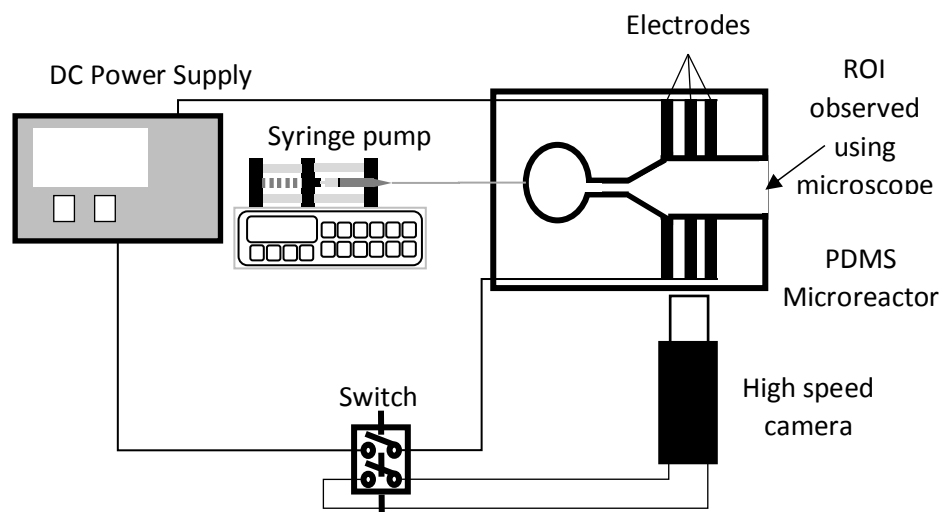 Electrodes
DC Power Supply
ROI
observed
using
microscope
Syringe pump
PDMS
Microreactor
Switch
High speed
camera